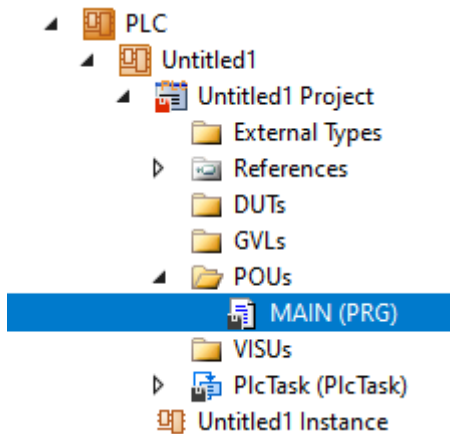 PLC
Untitled1
Untitled1 Project
External Types
References
DUTs
GVLs
POUs
MAIN (PRG)
VISUs
PlcTask (PlcTask)
Untitled1 Instance